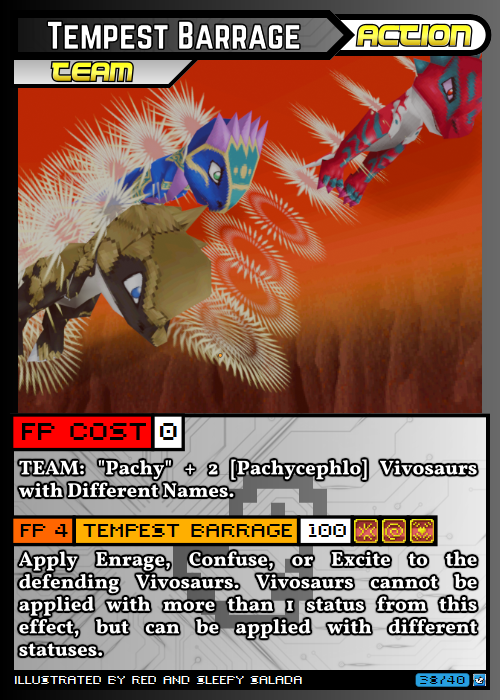 TEMPEST BARRAGE
ACTION
TEAM
FP COST 0
TEAM: "Pachy" + 2 [Pachycephlo] Vivosaurs
with Different Names.
FP 4 TEMPEST BARRAGE 100
Apply Enrage, Confuse, or Excite to the
defending Vivosaurs. Vivosaurs cannot be
applied with more than 1 status from this
effect, but can be applied with different
statuses.
ILLUSTRATED BY RED AND SLEEPY SALADA
38/40